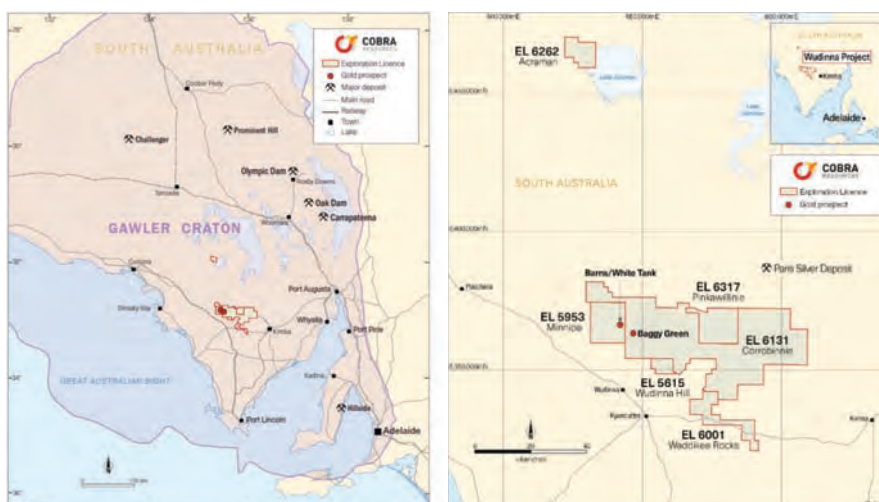 SOUTH AUSTRALIA
COBRA
RESOURCES
Exploration Licence
Gold prospect
Major deposit
Main road
Railway
Town
Lake
Coober Pedy
Challenger
Prominent Hill
Olympic Dam
Roxby Downs
Oak Dam
Carrapateena
Tarcoola
Woomera
GAWLER CRATON
Ceduna
Streaky Bay
Port Augusta
Whyalla
Kimba
Port Pirie
Kadina
GREAT AUSTRALIAN BIGHT
Port Lincoln
Hillside
Adelaide
EL 6262
Acraman
SOUTH AUSTRALIA
Wudinna Project
Kimba
Adelaide
COBRA
RESOURCES
Exploration Licence
Gold prospect
SOUTH AUSTRALIA
Paris Silver Deposit
Barns/White Tank
EL 6317
Pinkawillinie
EL 5953
Minnipa
Baggy Green
EL 6131
Corrobinnie
EL 5615
Wudinna Hill
Wudinna
Kyancutta
EL 6001
Waddikee Rocks
Kimba